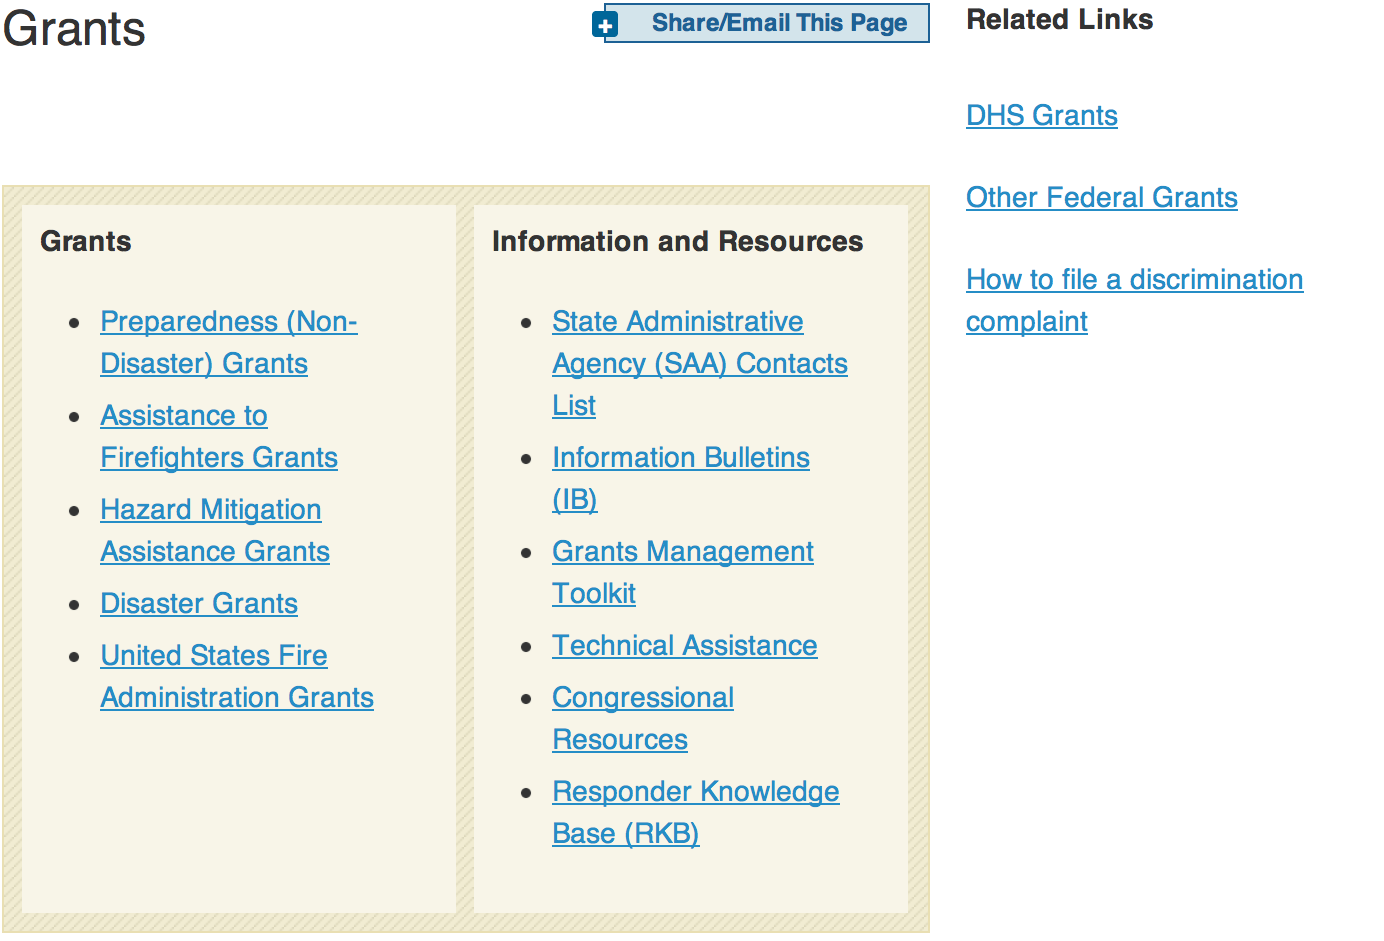 Grants
Share/Email This Page
Grants
Preparedness (Non-
Disaster) Grants
Assistance to
Firefighters Grants
Hazard Mitigation
Assistance Grants
Disaster Grants
United States Fire
Administration Grants
Information and Resources
State Administrative
Agency (SAA) Contacts
List
Information Bulletins
(IB)
Grants Management
Toolkit
Technical Assistance
Congressional
Resources
Responder Knowledge
Base (RKB)
Related Links
DHS Grants
Other Federal Grants
How to file a discrimination
complaint